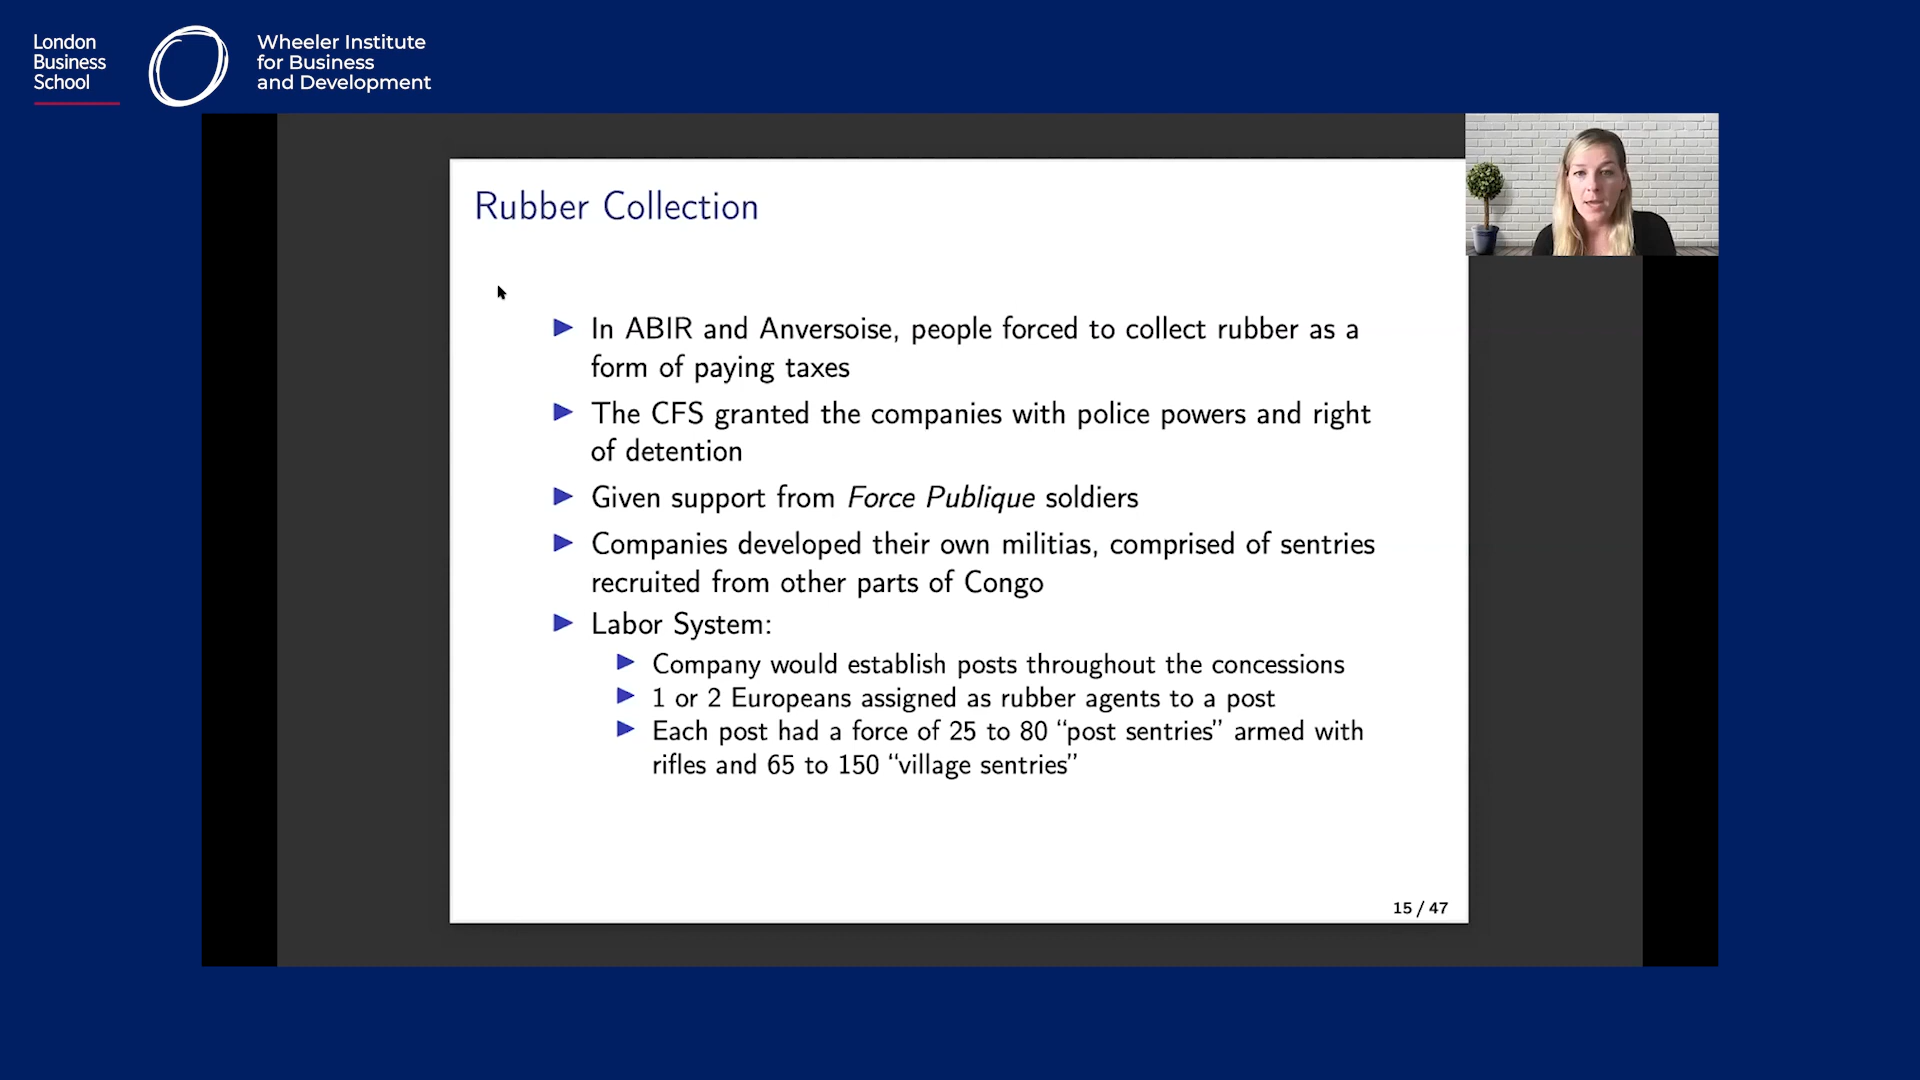 London
Business
School
Wheeler Institute
for Business
and Development
Rubber Collection
In ABIR and Anversoise, people forced to collect rubber as a
form of paying taxes
The CFS granted the companies with police powers and right
of detention
Given support from Force Publique soldiers
Companies developed their own militias, comprised of sentries
recruited from other parts of Congo
Labor System:
Company would establish posts throughout the concessions
1 or 2 Europeans assigned as rubber agents to a post
Each post had a force of 25 to 80 “post sentries” armed with
rifles and 65 to 150 “village sentries”
15 / 47